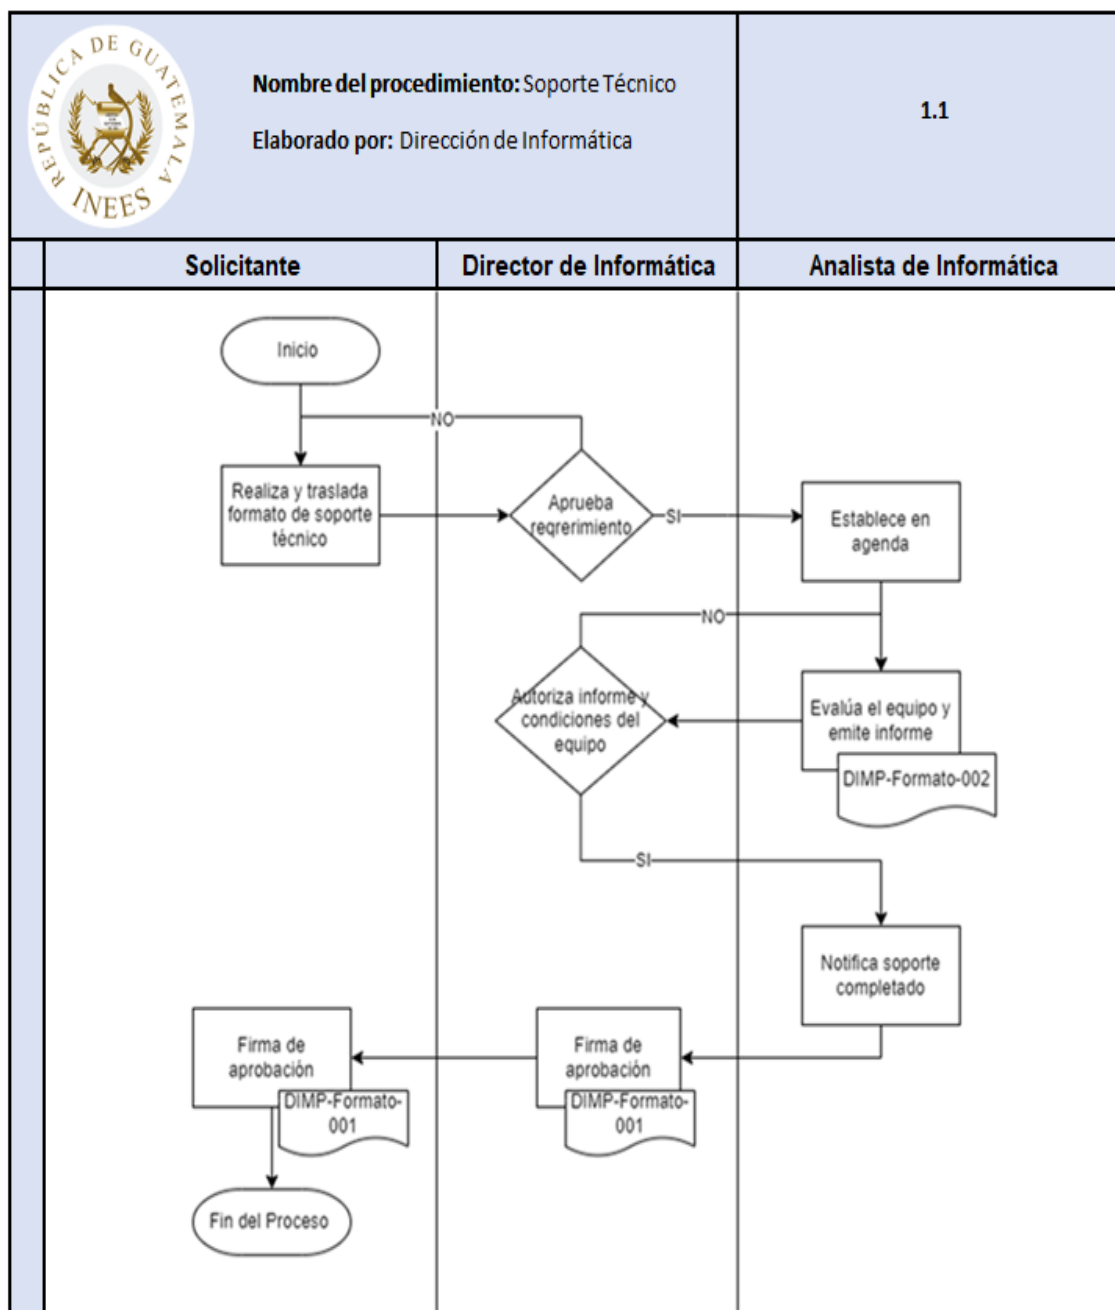 REPÚBLICA DE GUATEMALA
INEES
Nombre del procedimiento: Soporte Técnico
Elaborado por: Dirección de Informática
1.1
Solicitante
Director de Informática
Analista de Informática
Inicio
NO
Realiza y traslada
formato de soporte
técnico
Aprueba
reqrerimiento
SI
Establece en
agenda
NO
Autoriza informe y
condiciones del
equipo
Evalúa el equipo y
emite informe
DIMP-Formato-002
SI
Notifica soporte
completado
Firma de
aprobación
DIMP-Formato-
001
Firma de
aprobación
DIMP-Formato-
001
Fin del Proceso